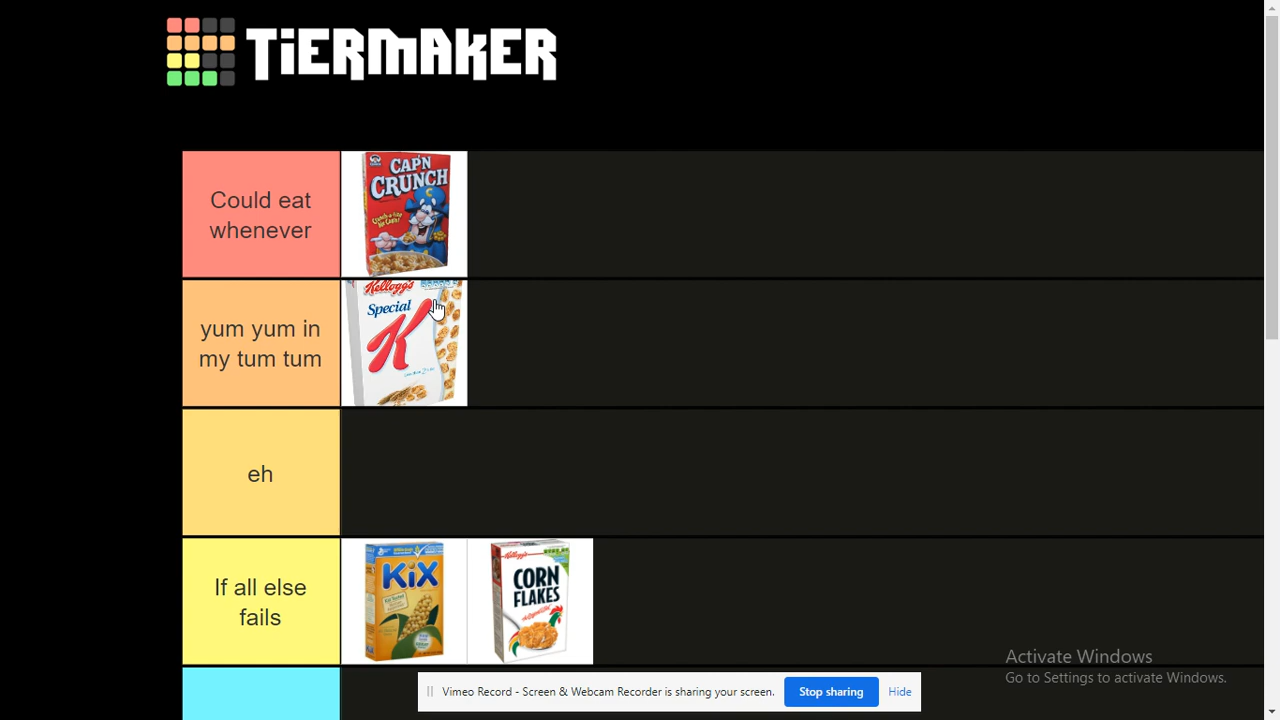 TiERMAKER
Could eat
whenever
CAP'N
CRUNCH
yum yum in
my tum tum
Kellogg's
Special
K
eh
If all else
fails
KiX
Kellogg's
CORN
FLAKES
Activate Windows
Go to Settings to activate Windows.
Vimeo Record - Screen & Webcam Recorder is sharing your screen.
Stop sharing
Hide